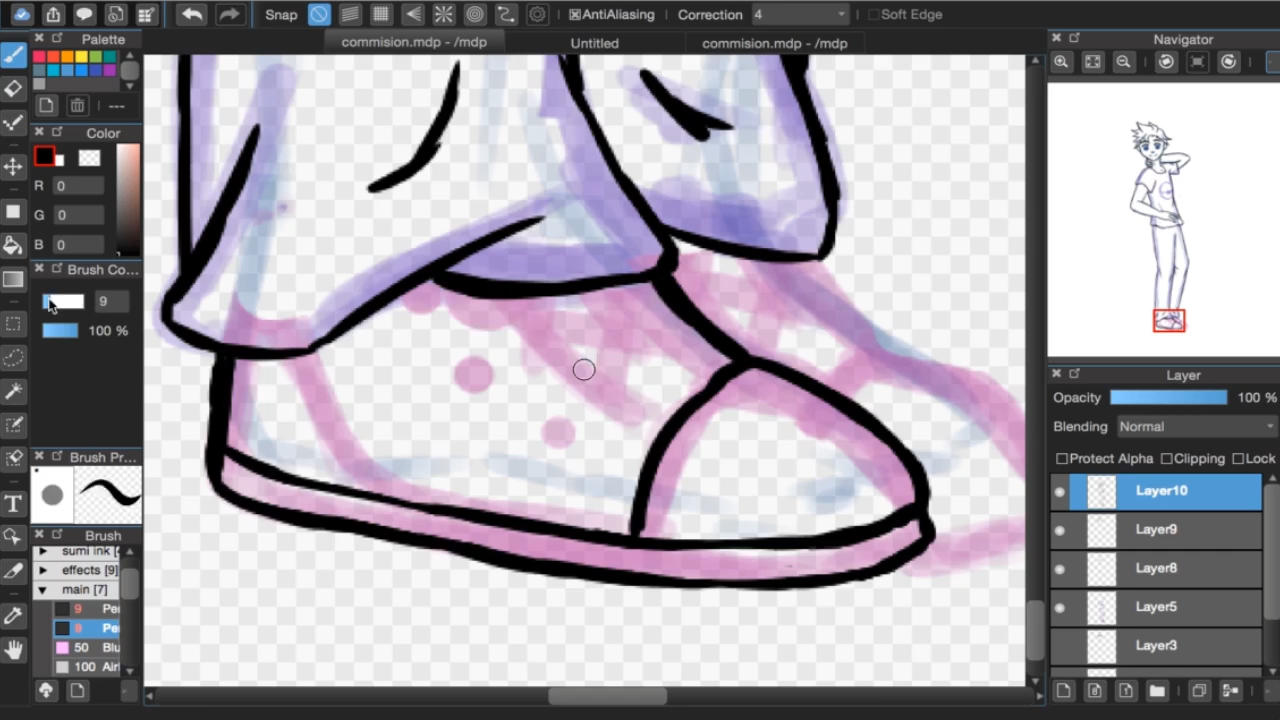 Snap AntiAliasing Correction 4 Soft Edge
Palette
commision.mdp - /mdp Untitled commision.mdp - /mdp
Navigator
---
Color
R 0
G 0
B 0
Brush Co...
9
100 %
Brush Pr...
Brush
sumi ink [
effects [9]
main [7]
9 Pe
9 Pe
50 Blu
100 Air
T
Layer
Opacity 100 %
Blending Normal
Protect Alpha Clipping Lock
Layer10
Layer9
Layer8
Layer5
Layer3